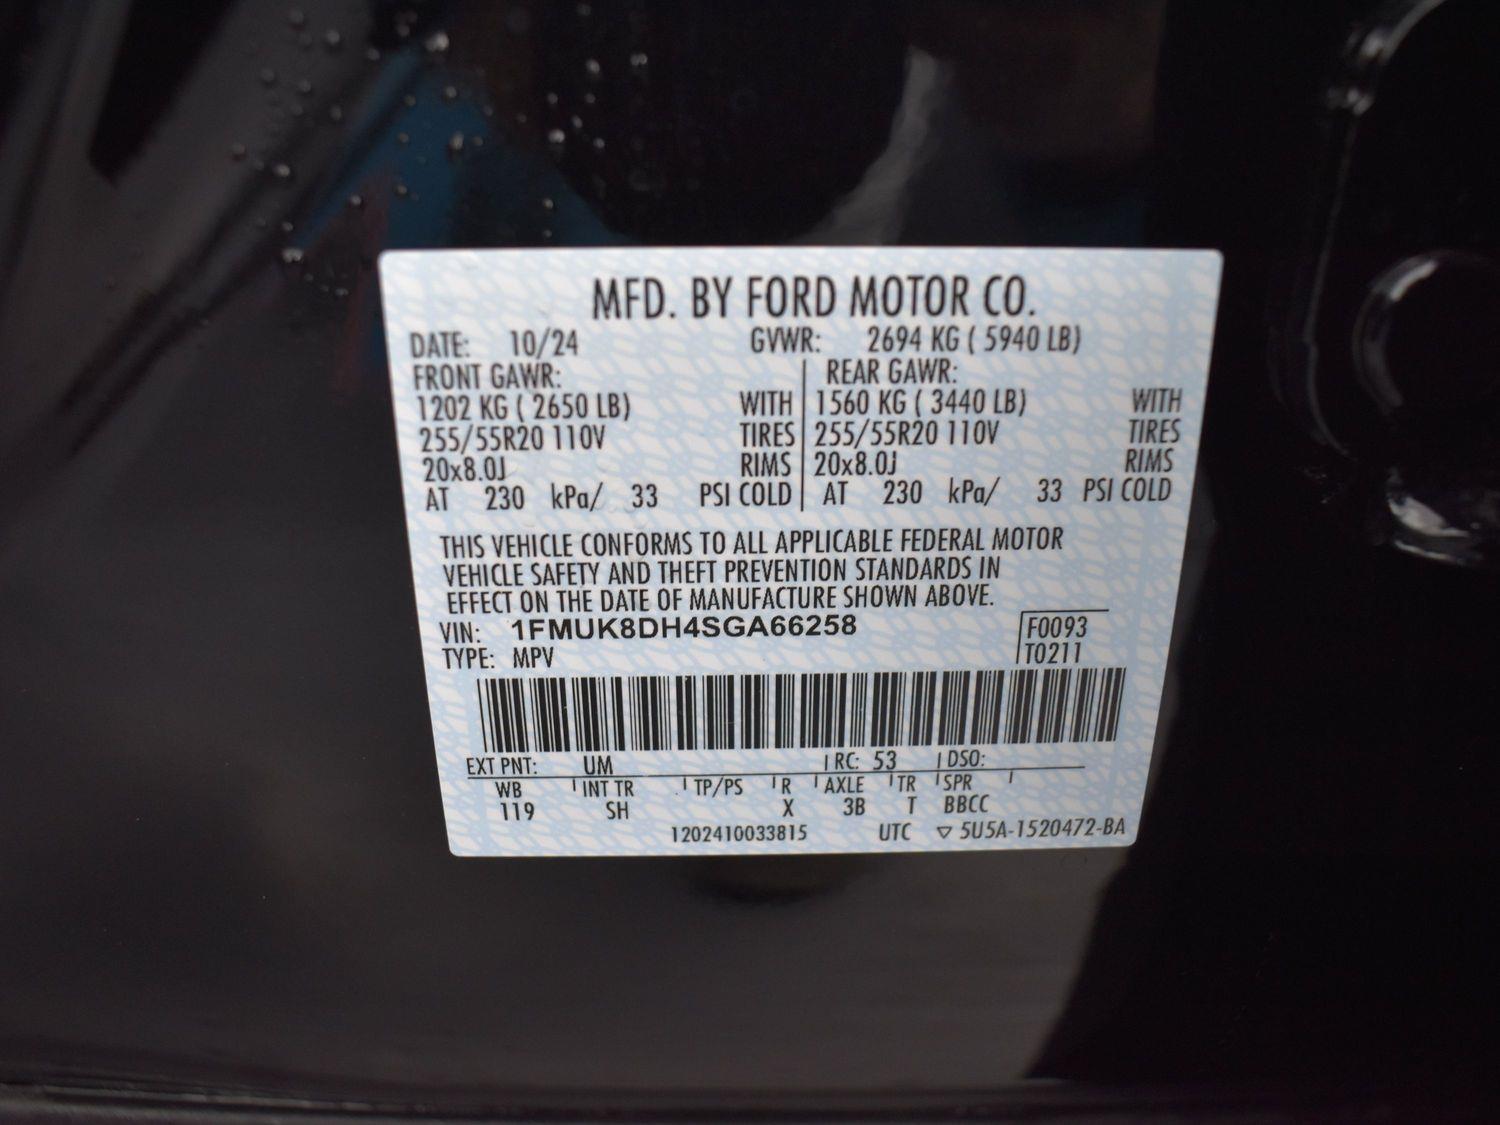 MFD. BY FORD MOTOR CO.
DATE: 10/24 GVWR: 2694 KG ( 5940 LB)
FRONT GAWR: REAR GAWR:
1202 KG ( 2650 LB) WITH 1560 KG ( 3440 LB) WITH
255/55R20 110V TIRES 255/55R20 110V TIRES
20x8.0J RIMS 20x8.0J RIMS
AT 230 kPa/ 33 PSI COLD AT 230 kPa/ 33 PSI COLD
THIS VEHICLE CONFORMS TO ALL APPLICABLE FEDERAL MOTOR
VEHICLE SAFETY AND THEFT PREVENTION STANDARDS IN
EFFECT ON THE DATE OF MANUFACTURE SHOWN ABOVE.
VIN: 1FMUK8DH4SGA66258 F0093
TYPE: MPV T0211
EXT PNT: UM RC: 53 DSO:
WB INT TR TP/PS R AXLE TR SPR
119 SH X 3B T BBCC
1202410033815 UTC ▽ 5U5A-1520472-BA